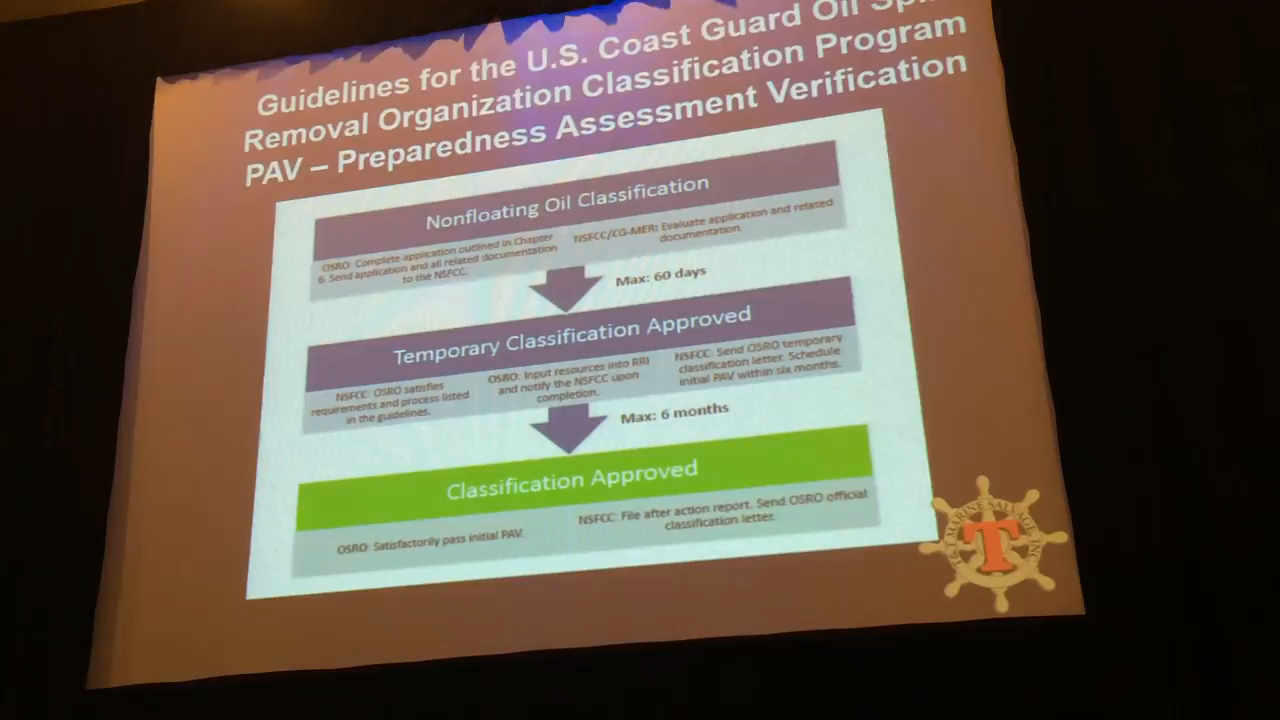 Guidelines for the U.S. Coast Guard Oil
Removal Organization Classification Program
PAV – Preparedness Assessment Verification
Nonfloating Oil Classification
OSRO: Complete application outlined in Chapter
6. Send application and all related documentation
to the NSFCC.
NSFCC/CG-MER: Evaluate application and related
documentation.
Max: 60 days
Temporary Classification Approved
NSFCC: OSRO satisfies
requirements and process listed
in the guidelines.
OSRO: Input resources into RRI
and notify the NSFCC upon
completion.
NSFCC: Send OSRO temporary
classification letter. Schedule
initial PAV within six months.
Max: 6 months
Classification Approved
OSRO: Satisfactorily pass initial PAV.
NSFCC: File after action report. Send OSRO official
classification letter.
T&T MARINE SALVAGE, INC.
T